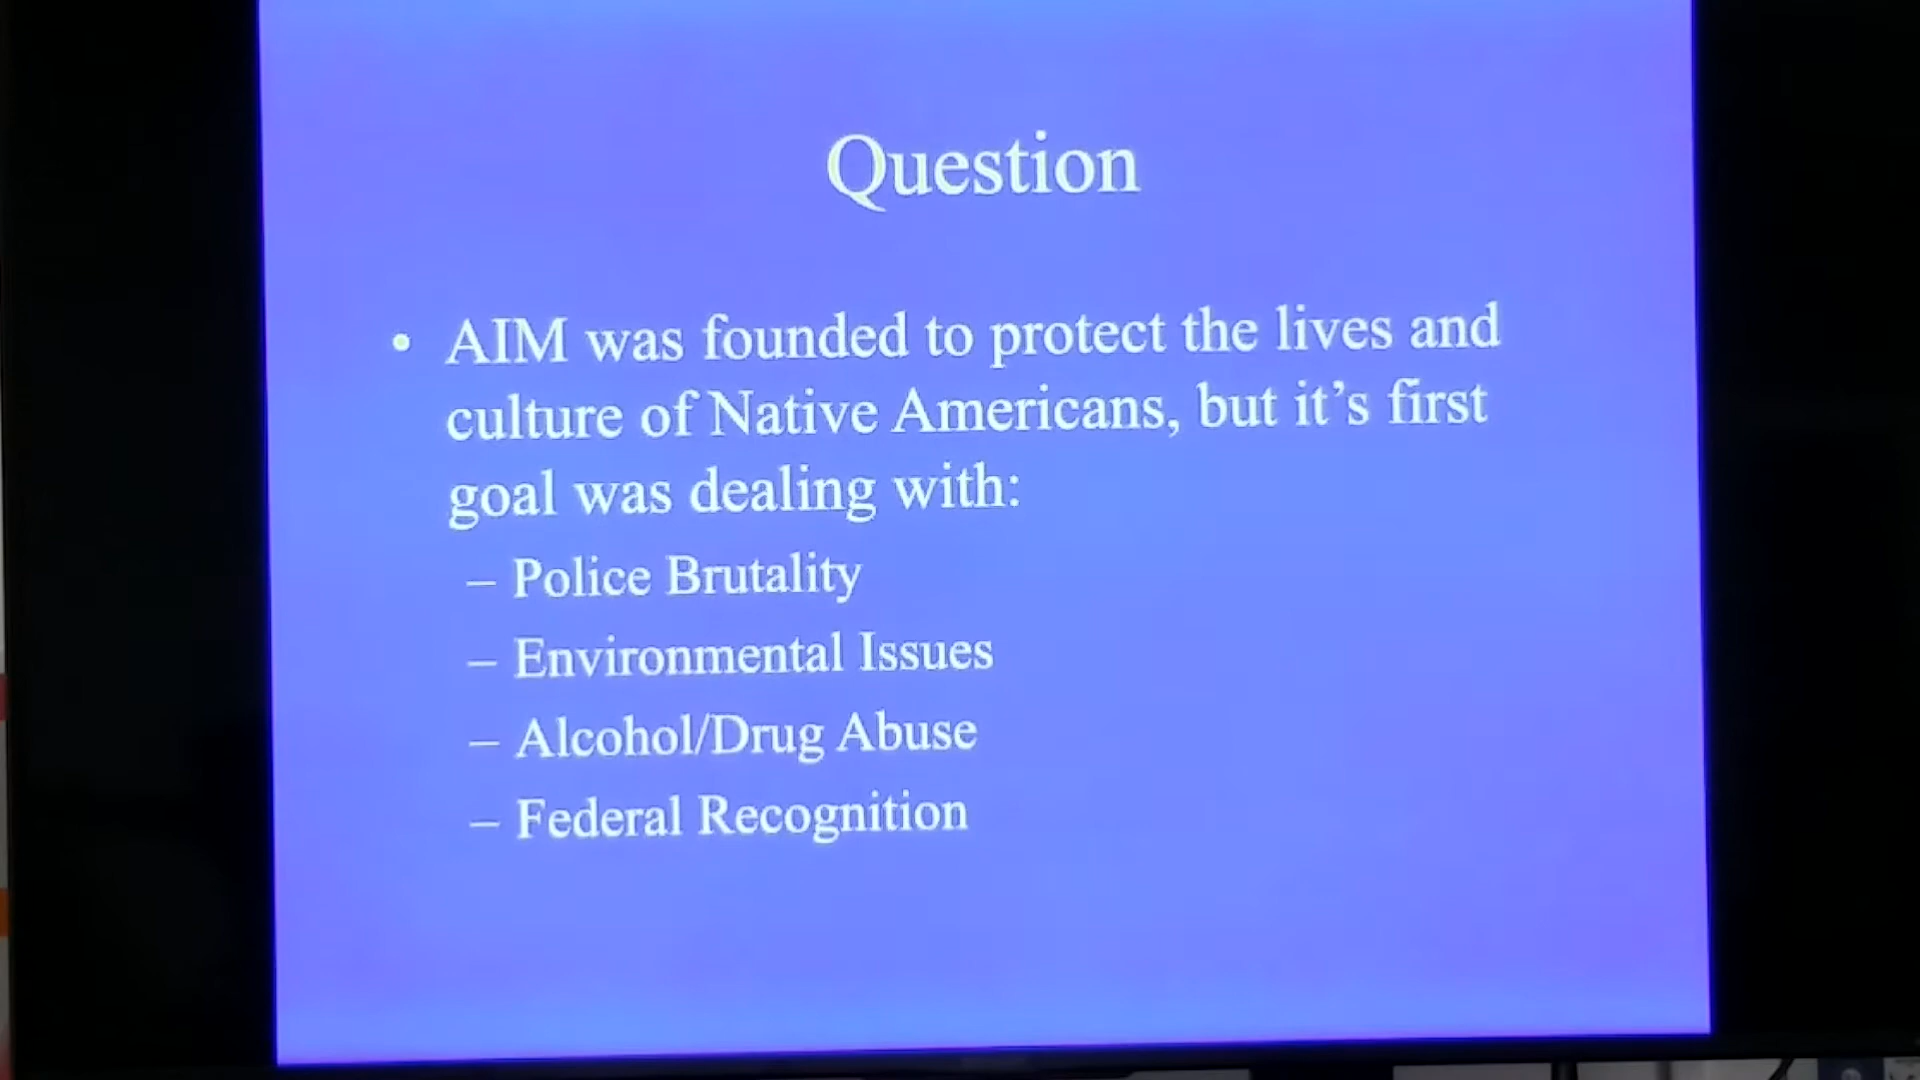 Question
• AIM was founded to protect the lives and
culture of Native Americans, but it’s first
goal was dealing with:
– Police Brutality
– Environmental Issues
– Alcohol/Drug Abuse
– Federal Recognition